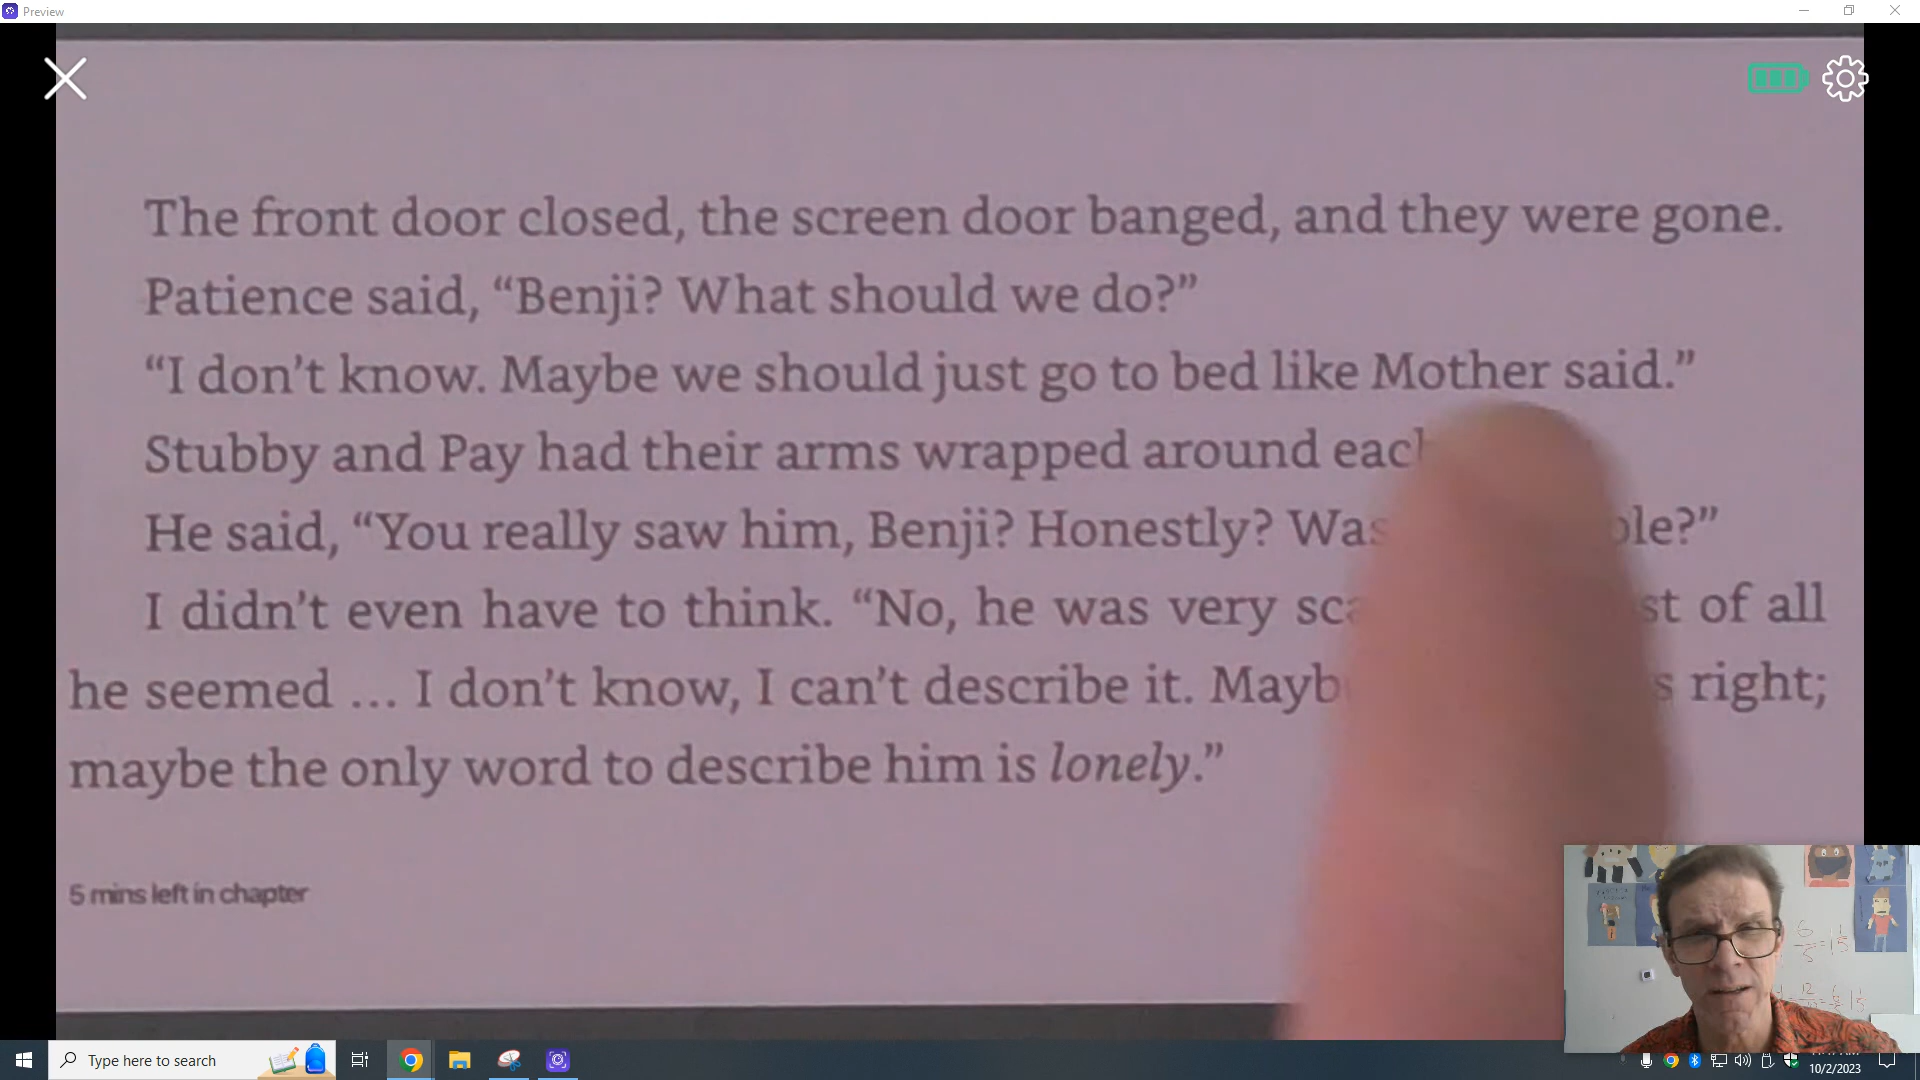 Preview
The front door closed, the screen door banged, and they were gone.
Patience said, “Benji? What should we do?”
“I don’t know. Maybe we should just go to bed like Mother said.”
Stubby and Pay had their arms wrapped around
He said, “You really saw him, Benji? Honestly?
I didn’t even have to think. “No, he was very of all
he seemed … I don’t know, I can’t describe it. right;
maybe the only word to describe him is lonely.”
5 mins left in chapter
Type here to search
10/2/2023